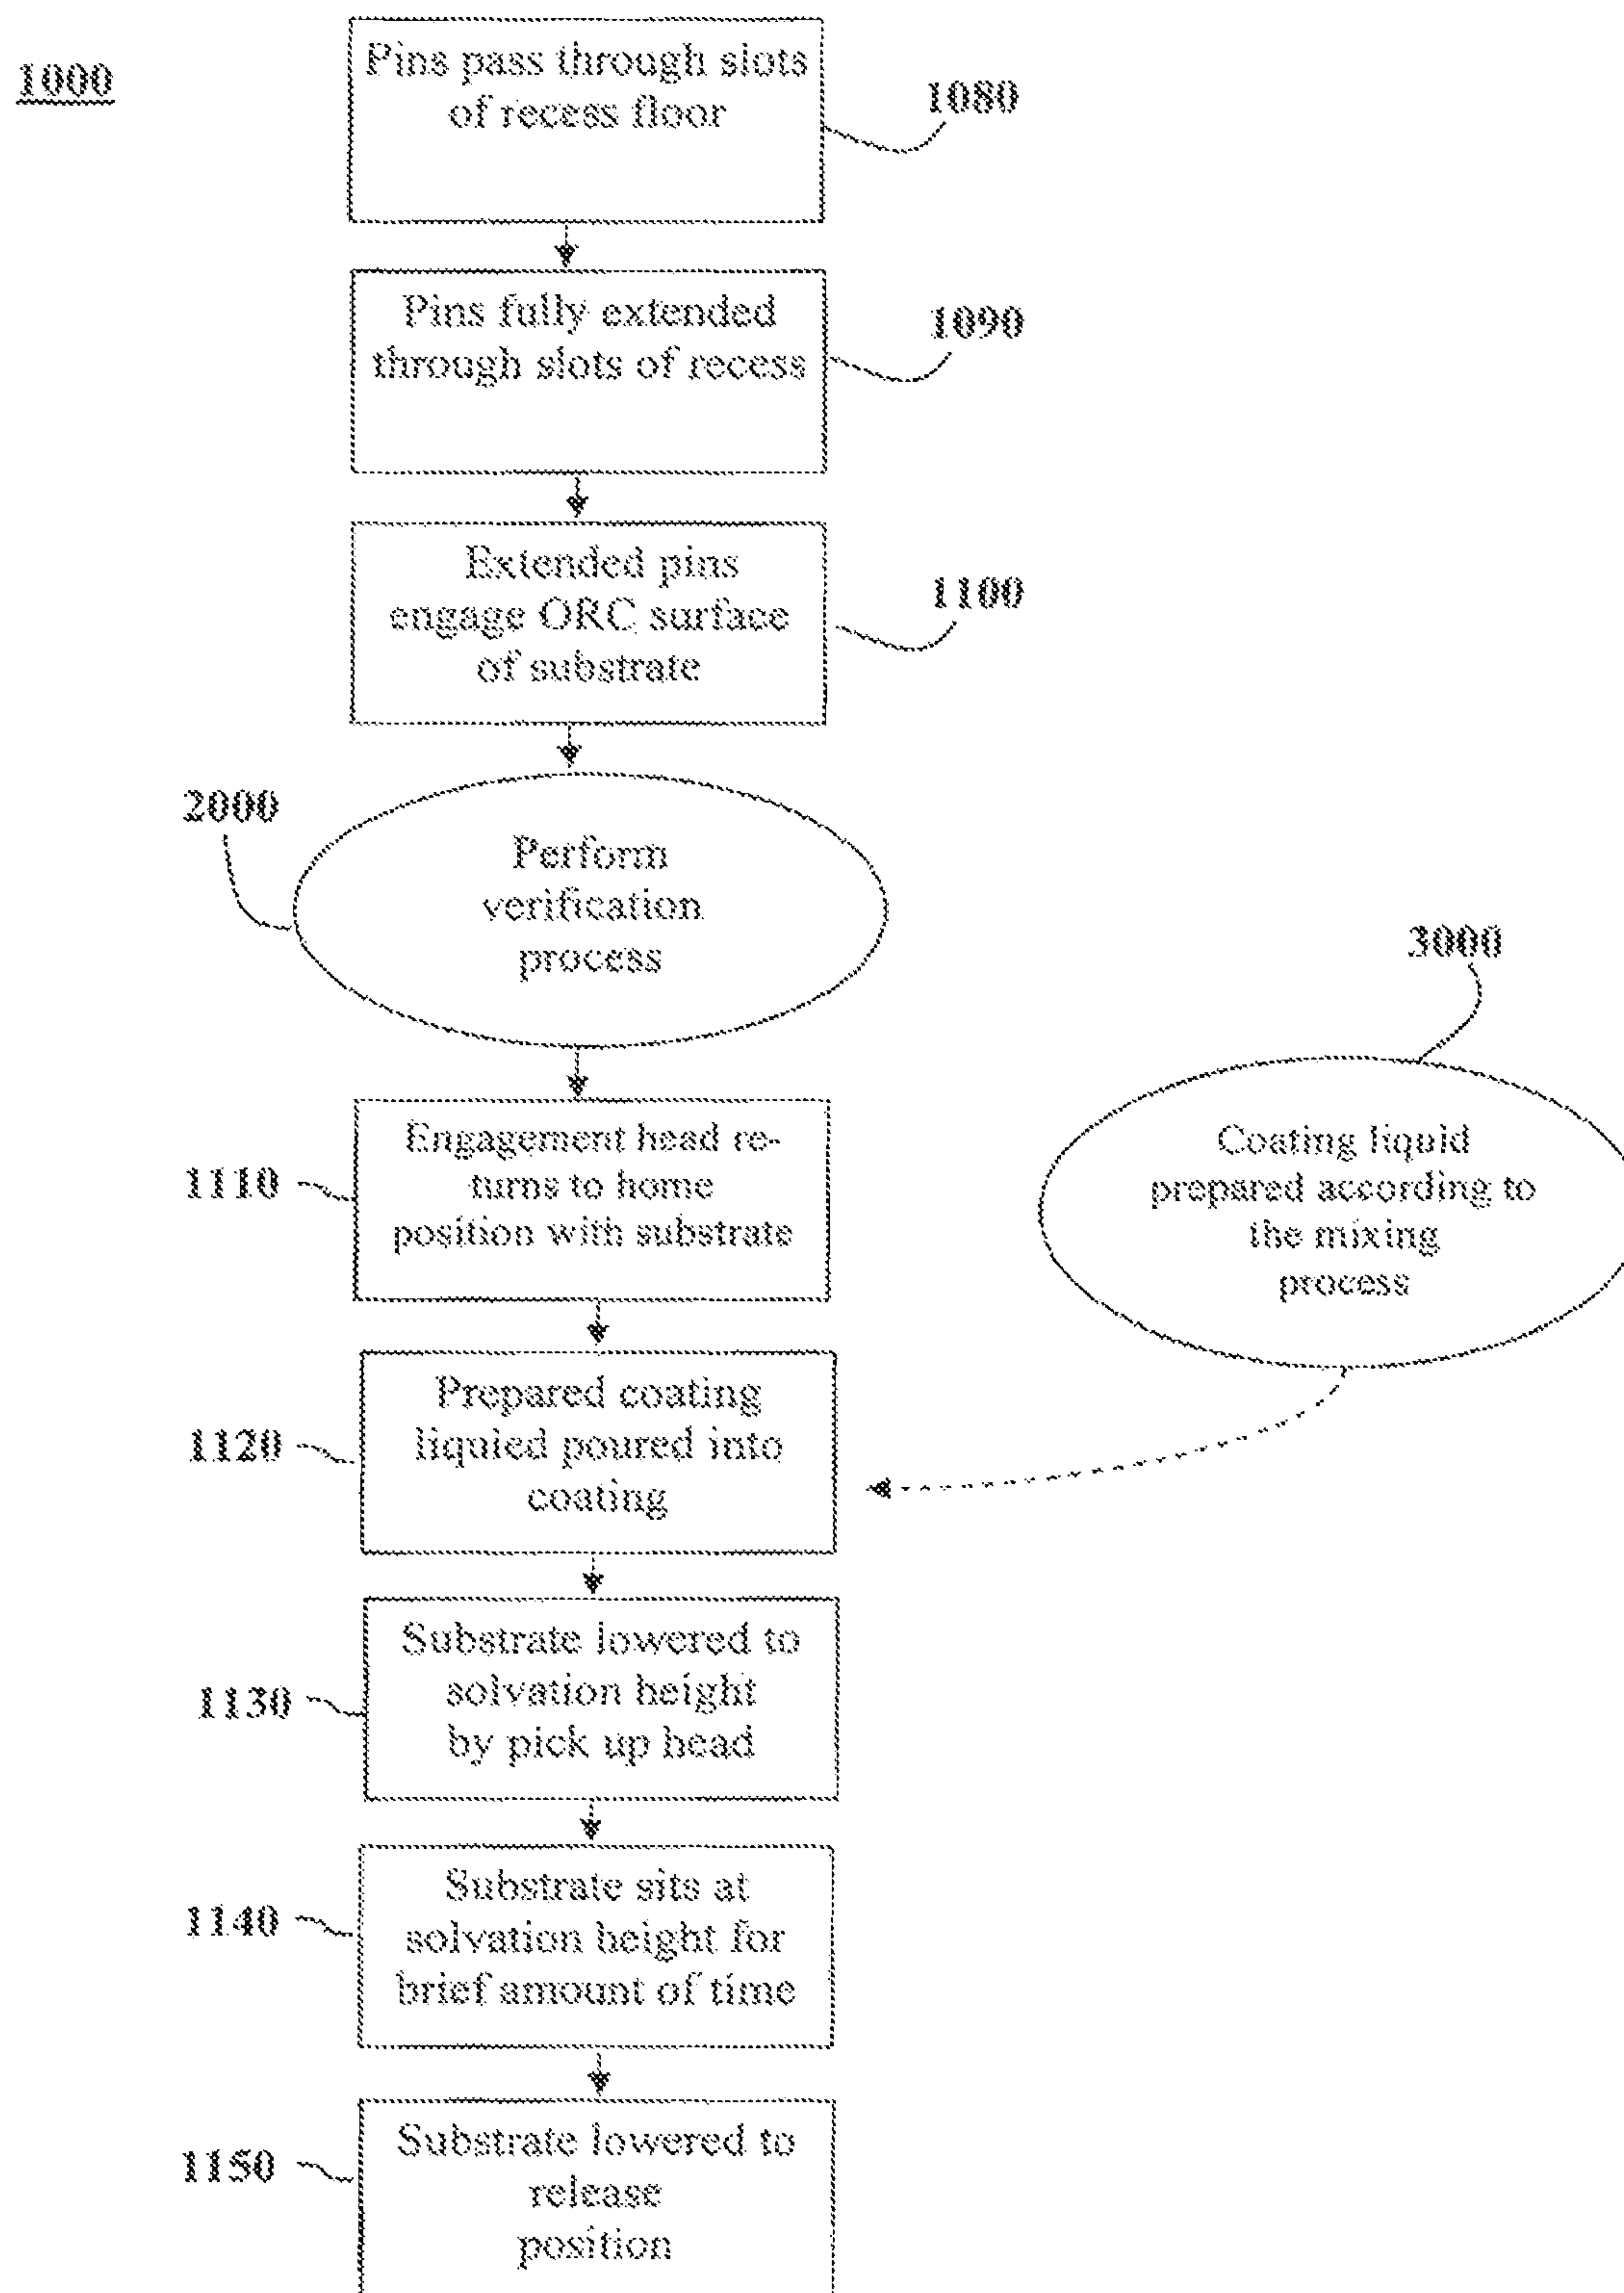 1000
Pins pass through slots
of recess floor
1080
Pins fully extended
through slots of recess
1090
Extended pins
engage ORC surface
of substrate
1100
2000
Perform
verification
process
3000
Coating liquid
prepared according to
the mixing
process
1110
Engagement head re-
turns to home
position with substrate
1120
Prepared coating
liquied poured into
coating
1130
Substrate lowered to
solvation height
by pick up head
1140
Substrate sits at
solvation height for
brief amount of time
1150
Substrate lowered to
release
position